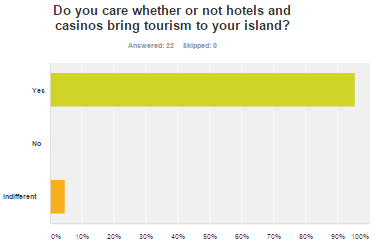 Do you care whether or not hotels and
casinos bring tourism to your island?
Answered: 22 Skipped: 0
Yes
No
Indifferent
0% 10% 20% 30% 40% 50% 60% 70% 80% 90% 100%